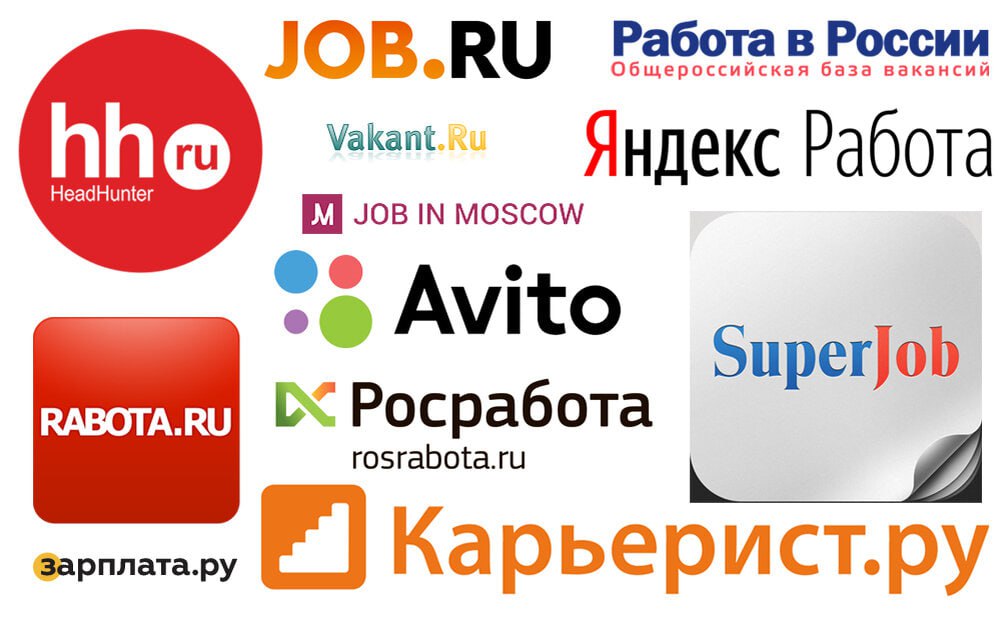 hh ru
HeadHunter
JOB.RU
Работа в России
Общероссийская база вакансий
Vakant.Ru
Яндекс Работа
M JOB IN MOSCOW
Avito
SuperJob
RABOTA.RU
Росработа
rosrabota.ru
зарплата.ру
Карьерист.ру